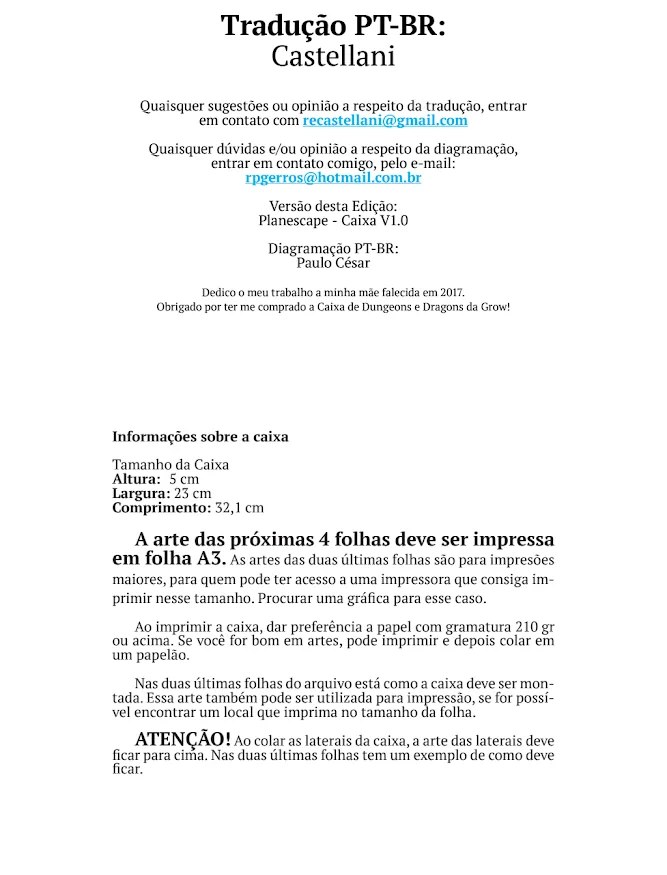 Tradução PT-BR:
Castellani
Quaisquer sugestões ou opinião a respeito da tradução, entrar
em contato com recastellani@gmail.com
Quaisquer dúvidas e/ou opinião a respeito da diagramação,
entrar em contato comigo, pelo e-mail:
rpgerros@hotmail.com.br
Versão desta Edição:
Planescape - Caixa V1.0
Diagramação PT-BR:
Paulo César
Dedico o meu trabalho a minha mãe falecida em 2017.
Obrigado por ter me comprado a Caixa de Dungeons e Dragons da Grow!
Informações sobre a caixa
Tamanho da Caixa
Altura: 5 cm
Largura: 23 cm
Comprimento: 32,1 cm
A arte das próximas 4 folhas deve ser impressa
em folha A3. As artes das duas últimas folhas são para impresões
maiores, para quem pode ter acesso a uma impressora que consiga im-
primir nesse tamanho. Procurar uma gráfica para esse caso.
Ao imprimir a caixa, dar preferência a papel com gramatura 210 gr
ou acima. Se você for bom em artes, pode imprimir e depois colar em
um papelão.
Nas duas últimas folhas do arquivo está como a caixa deve ser mon-
tada. Essa arte também pode ser utilizada para impressão, se for possí-
vel encontrar um local que imprima no tamanho da folha.
ATENÇÃO! Ao colar as laterais da caixa, a arte das laterais deve
ficar para cima. Nas duas últimas folhas tem um exemplo de como deve
ficar.